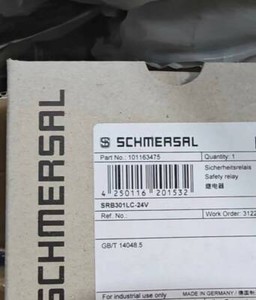 SCHMERSAL
SCHMERSAL
Part No.: 101163475
Quantity: 1
Sicherheitsrelais
Safety relay
继电器
4 250116 201532
SRB301LC-24V
Ref. No.:
Work Order: 3122
GB/T 14048.5
For industrial use only
MADE IN GERMANY / 德国制